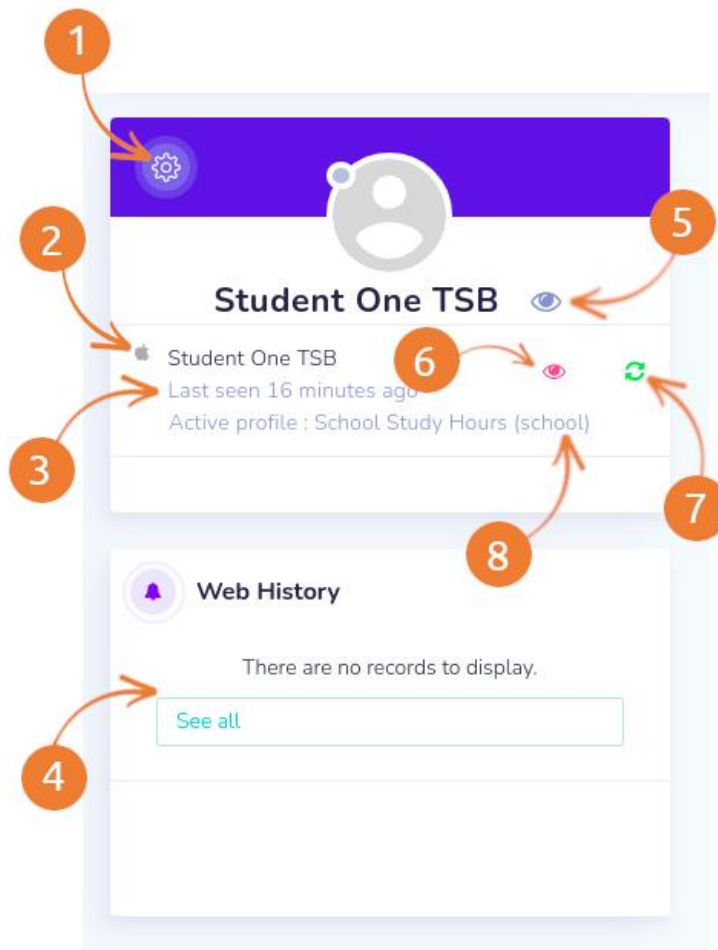 1
2
5
Student One TSB
6
Student One TSB
Last seen 16 minutes ago
Active profile : School Study Hours (school)
3
7
8
Web History
There are no records to display.
See all
4